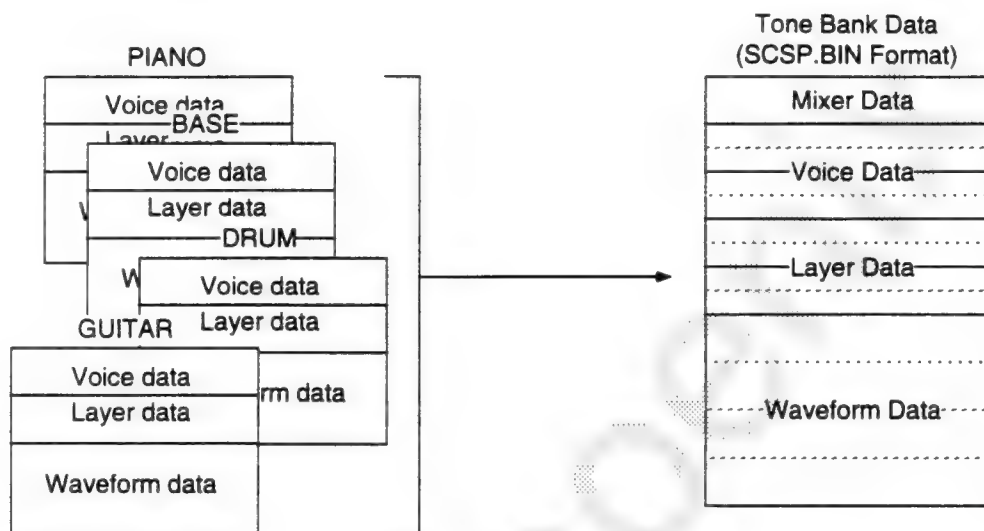 PIANO
Voice data
BASE
Voice data
Layer data
DRUM
Voice data
Layer data
GUITAR
Voice data
Layer data
rm data
Waveform data
Tone Bank Data
(SCSP.BIN Format)
Mixer Data
Voice Data
Layer Data
Waveform Data